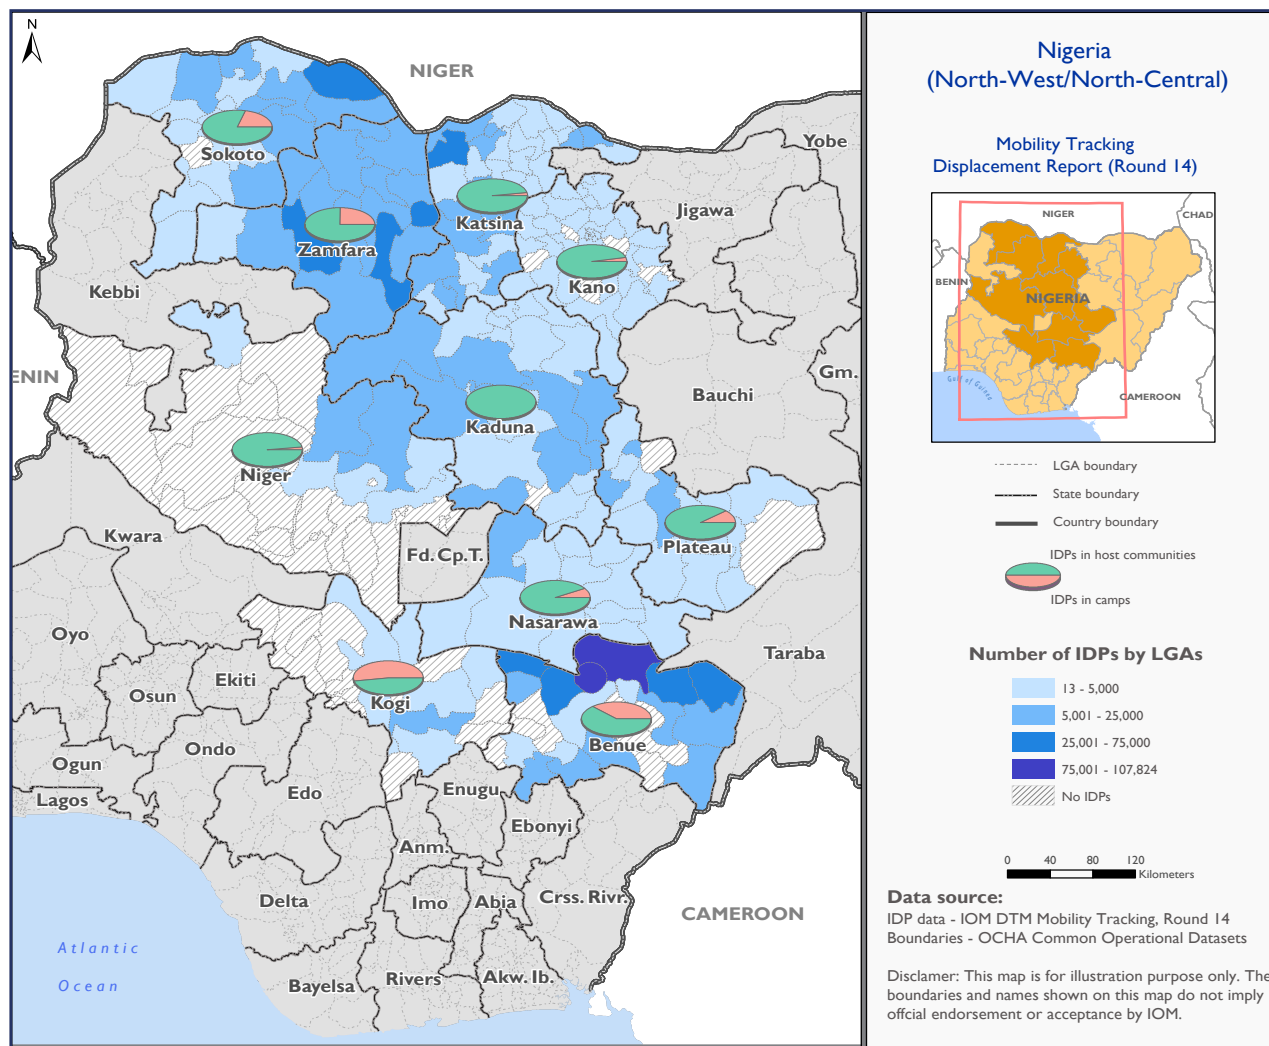 N
NIGER
Yobe
Sokoto
Katsina
Jigawa
Zamfara
Kano
Kebbi
ENIN
Gm.
Bauchi
Kaduna
Niger
Plateau
Kwara
Fd. Cp.T.
Nasarawa
Oyo
Taraba
Ekiti
Osun
Kogi
Ondo
Benue
Ogun
Lagos
Edo
Enugu
Ebonyi
Anm.
Delta
Imo
Abia
Crss. Rivr.
CAMEROON
Atlantic
Ocean
Bayelsa
Rivers
Akw. Ib.
Nigeria
(North-West/North-Central)
Mobility Tracking
Displacement Report (Round 14)
NIGER
CHAD
BENIN
NIGERIA
Gulf of Guinea
CAMEROON
LGA boundary
State boundary
Country boundary
IDPs in host communities
IDPs in camps
Number of IDPs by LGAs
13 - 5,000
5,001 - 25,000
25,001 - 75,000
75,001 - 107,824
No IDPs
0 40 80 120
Kilometers
Data source:
IDP data - IOM DTM Mobility Tracking, Round 14
Boundaries - OCHA Common Operational Datasets
Disclamer: This map is for illustration purpose only. The
boundaries and names shown on this map do not imply
offcial endorsement or acceptance by IOM.